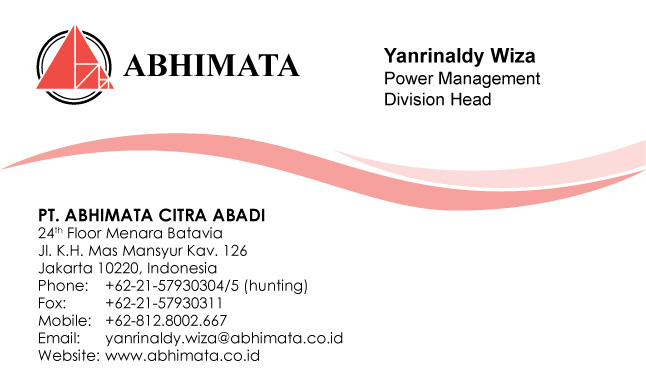 ABHIMATA
Yanrinaldy Wiza
Power Management
Division Head
PT. ABHIMATA CITRA ABADI
24th Floor Menara Batavia
Jl. K.H. Mas Mansyur Kav. 126
Jakarta 10220, Indonesia
Phone: +62-21-57930304/5 (hunting)
Fox: +62-21-57930311
Mobile: +62-812.8002.667
Email: yanrinaldy.wiza@abhimata.co.id
Website: www.abhimata.co.id